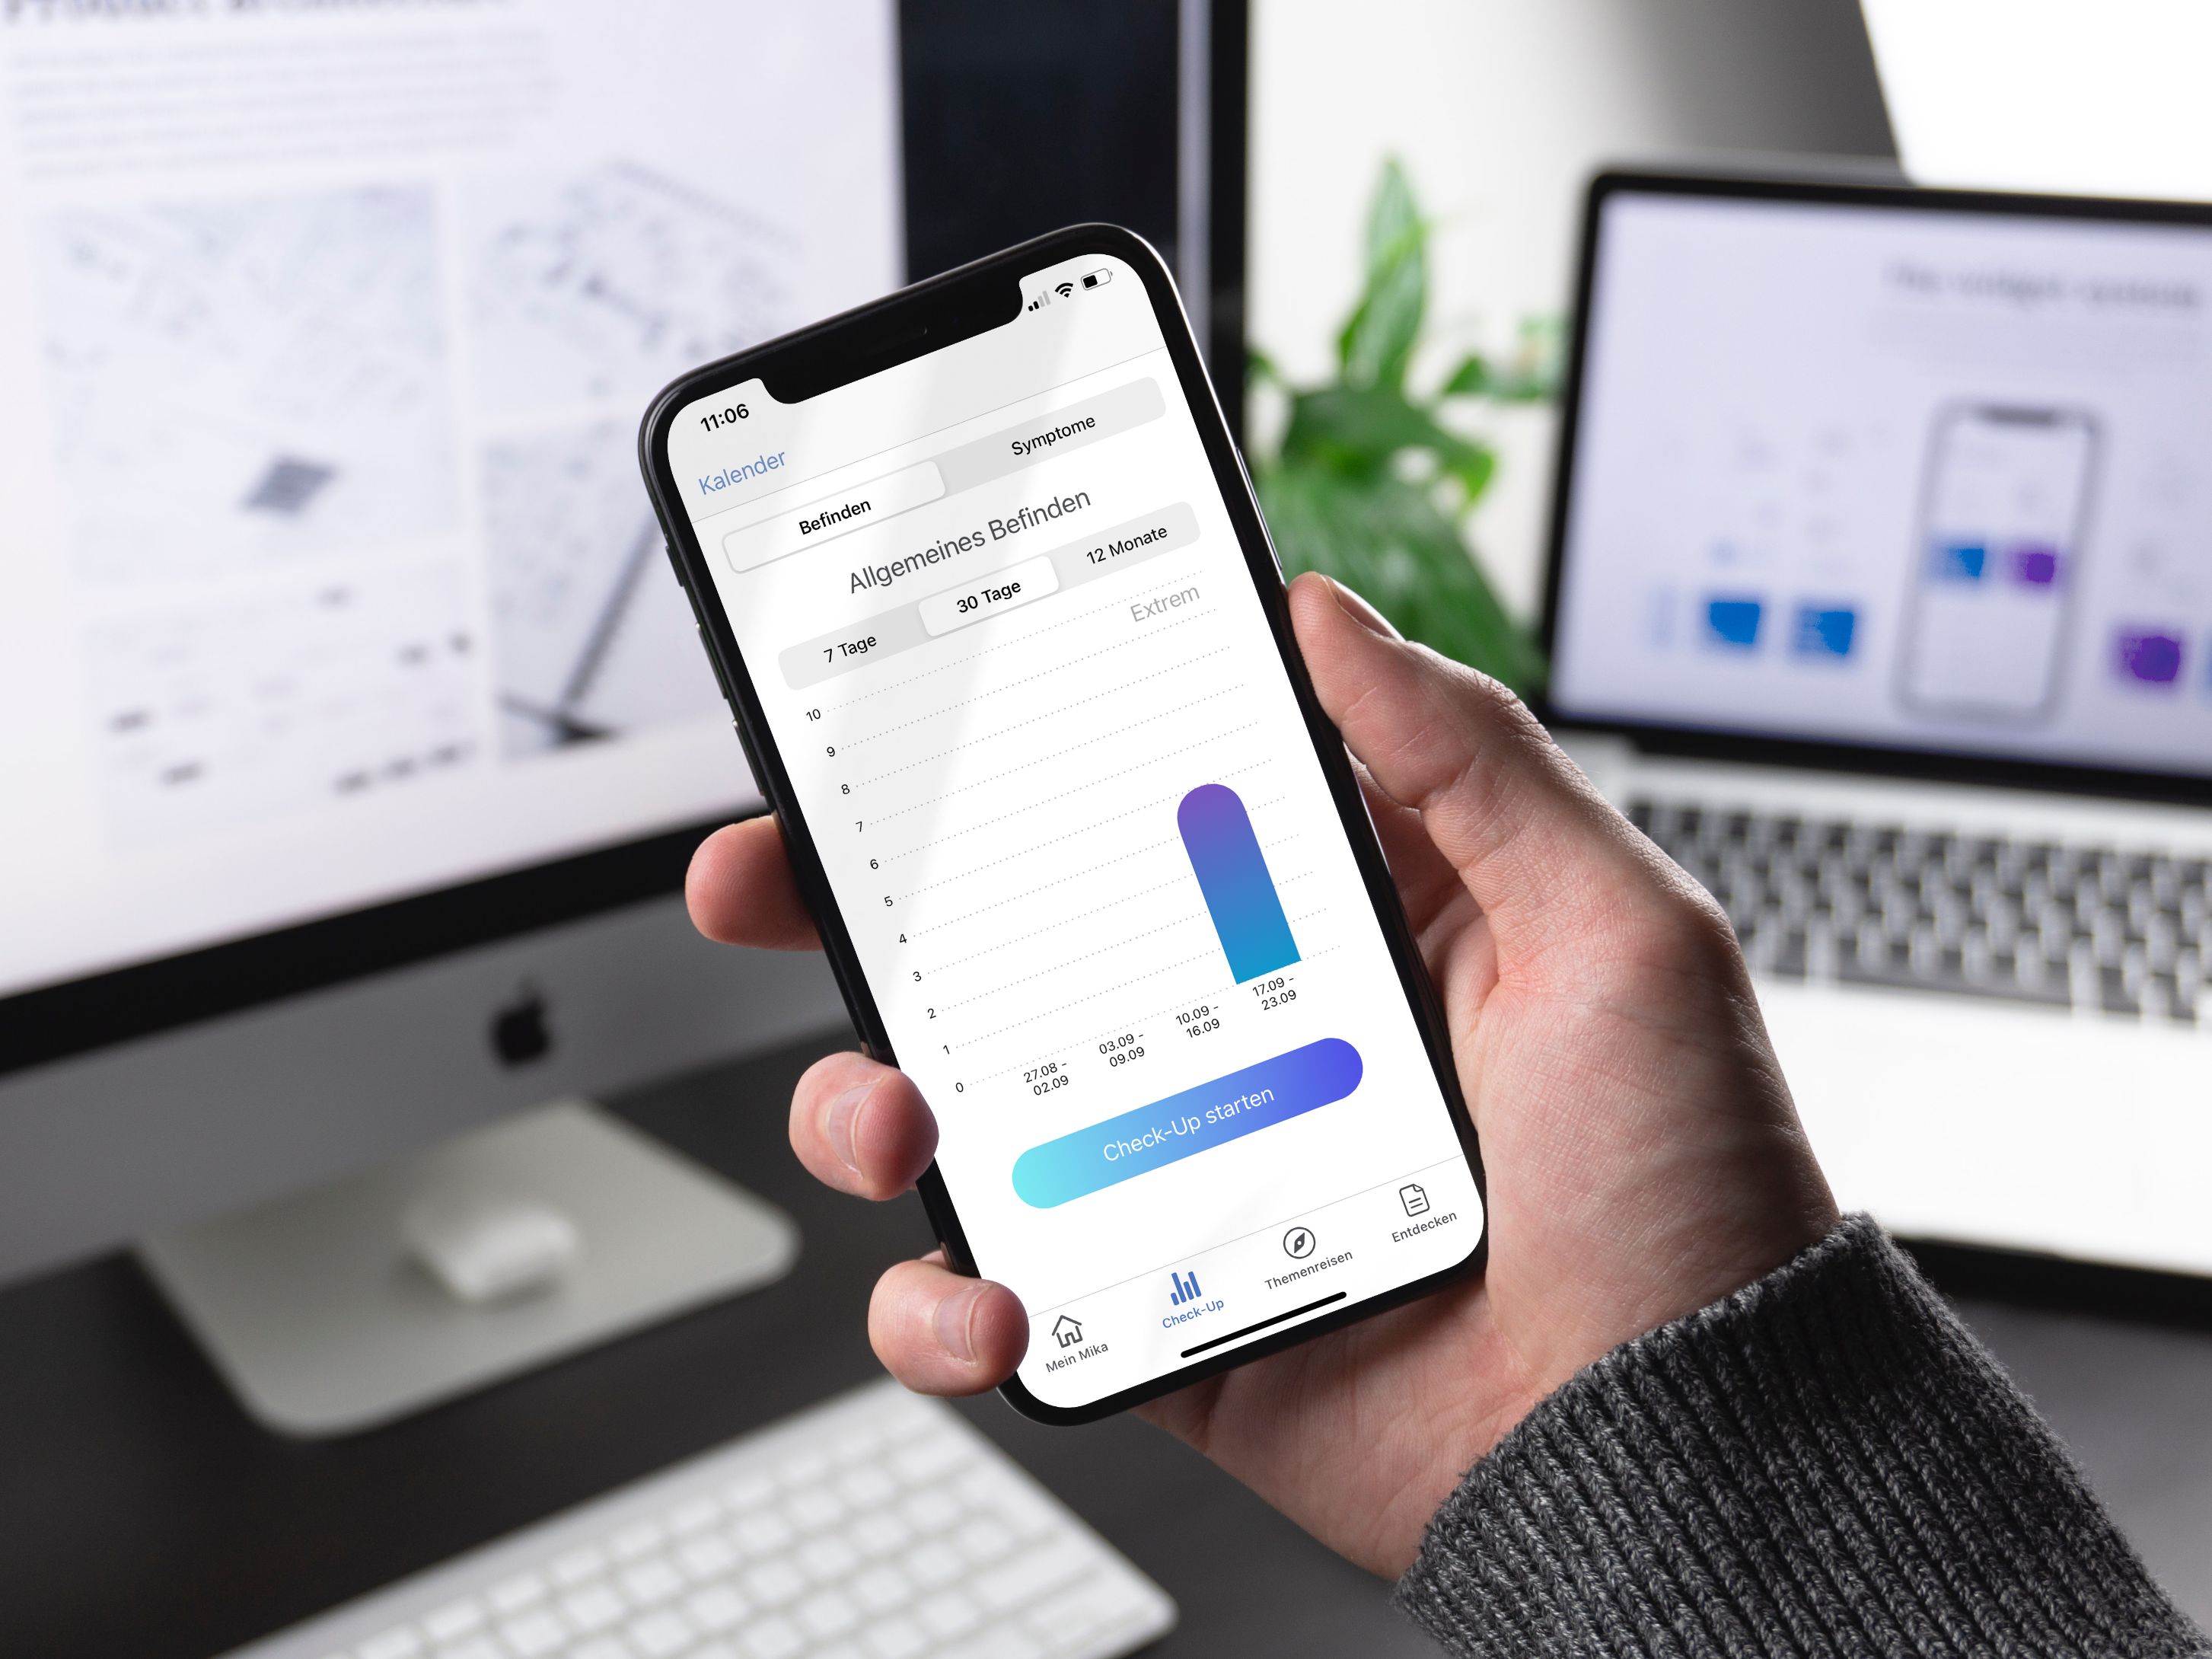 11:06
Kalender
Befinden Symptome
Allgemeines Befinden
7 Tage 30 Tage 12 Monate
Extrem
10
9
8
7
6
5
4
3
2
1
0
27.08 -
02.09
03.09 -
09.09
10.09 -
16.09
17.09 -
23.09
Check-Up starten
Mein Mika
Check-Up
Themenreisen
Entdecken